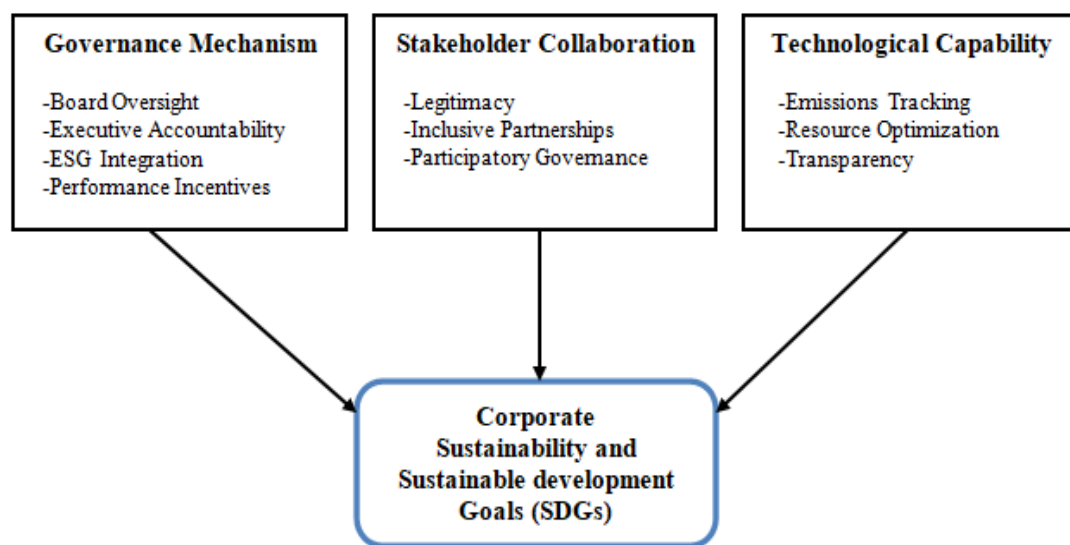 Governance Mechanism
-Board Oversight
-Executive Accountability
-ESG Integration
-Performance Incentives
Stakeholder Collaboration
-Legitimacy
-Inclusive Partnerships
-Participatory Governance
Technological Capability
-Emissions Tracking
-Resource Optimization
-Transparency
Corporate
Sustainability and
Sustainable development
Goals (SDGs)